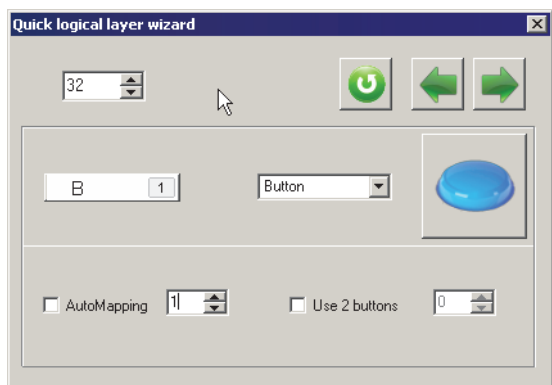 Quick logical layer wizard
32
B 1 Button
AutoMapping 1 Use 2 buttons 0